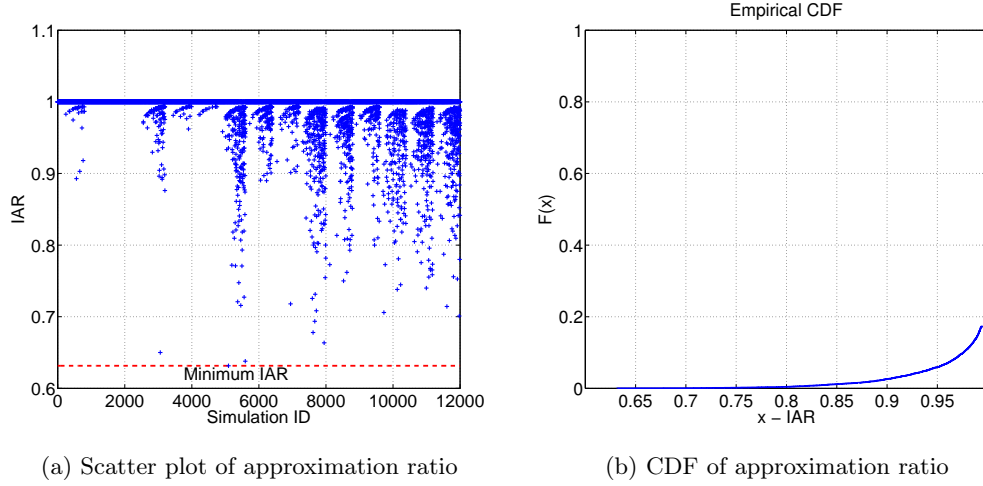 1.1
1
0.9
0.8
0.7
0.6
IAR
Minimum IAR
0 2000 4000 6000 8000 10000 12000
Simulation ID
(a) Scatter plot of approximation ratio
Empirical CDF
1
0.8
0.6
0.4
0.2
0
F(x)
0.65 0.7 0.75 0.8 0.85 0.9 0.95
x − IAR
(b) CDF of approximation ratio